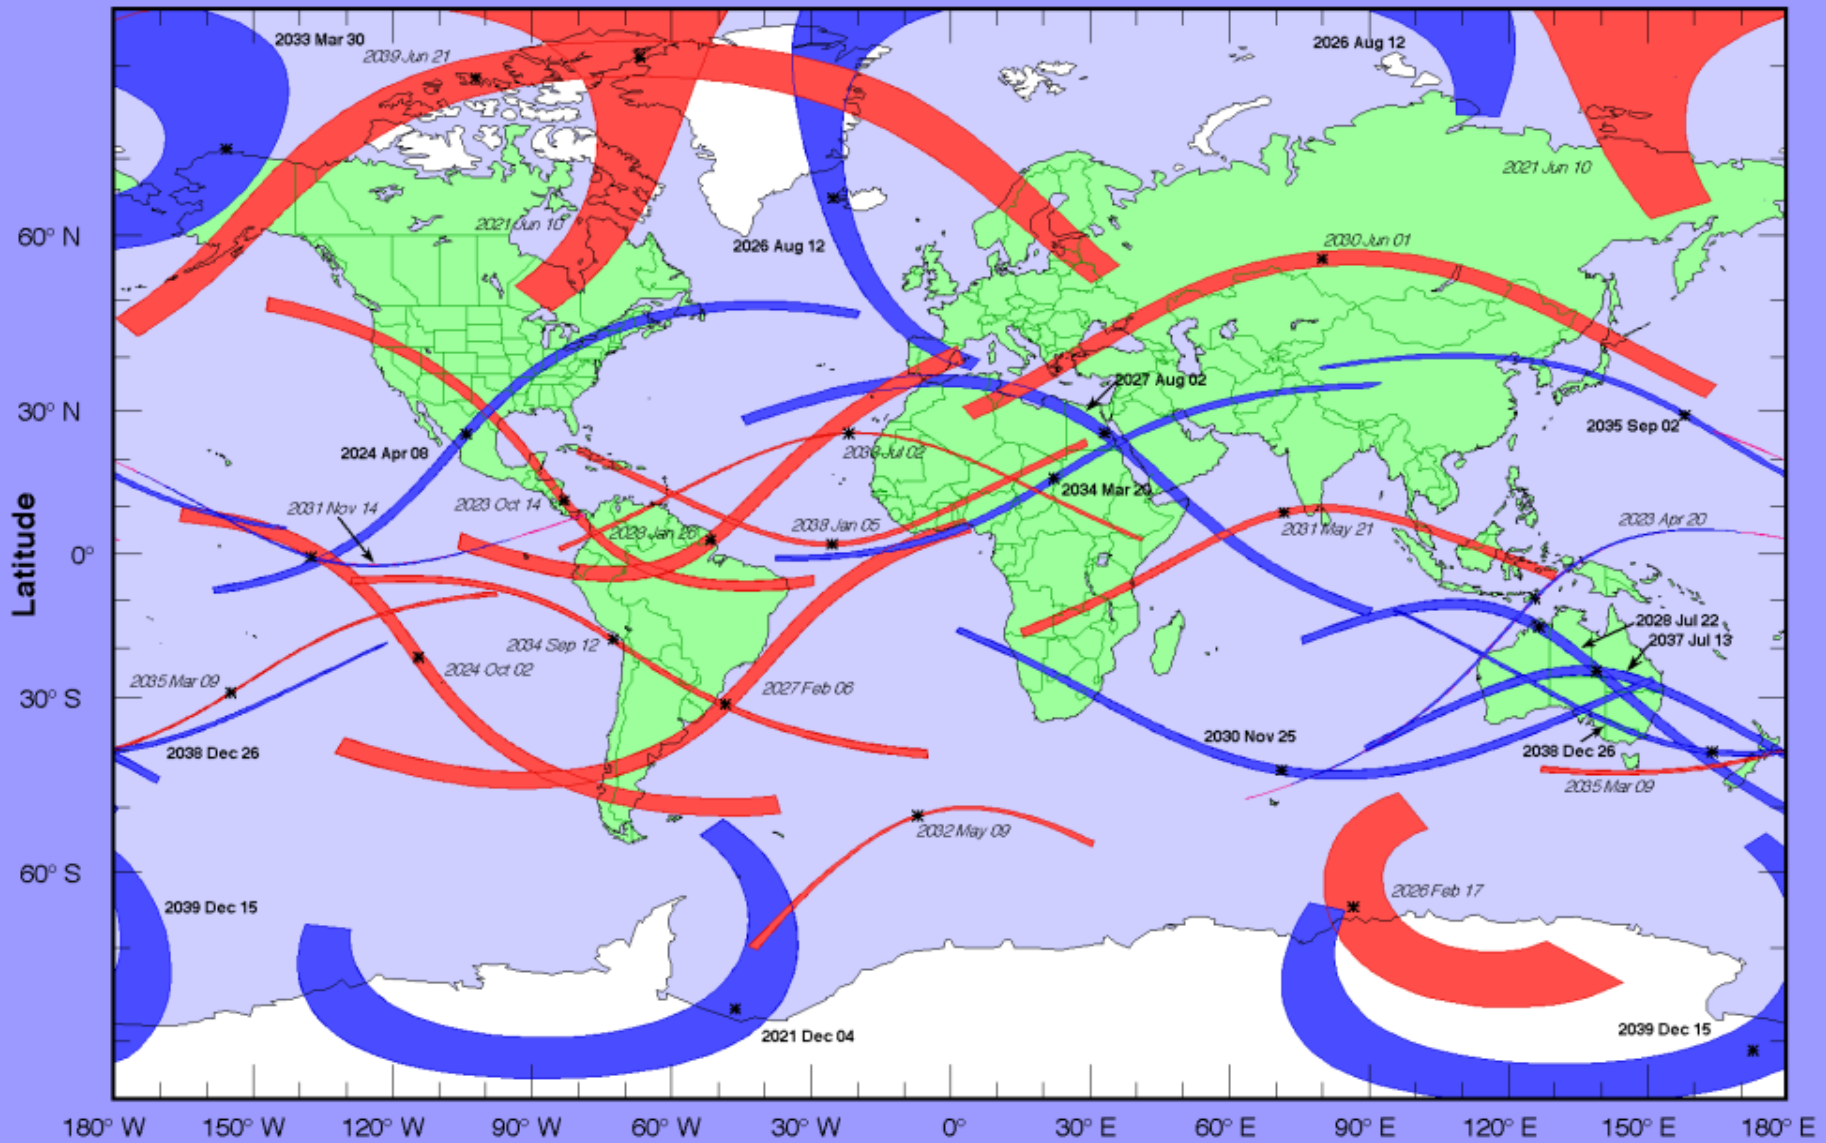 2033 Mar 30
2039 Jun 21
2026 Aug 12
2021 Jun 10
2021 Jun 10
60° N
2026 Aug 12
2030 Jun 01
30° N
2027 Aug 02
2024 Apr 08
2035 Sep 02
Jul 02
2034 Mar 20
2031 Nov 14
2023 Oct 14
2028 Jan 26
2038 Jan 05
2031 May 21
2023 Apr 20
Latitude
0°
2028 Jul 22
2037 Jul 13
2034 Sep 12
2024 Oct 02
2035 Mar 09
2027 Feb 06
30° S
2038 Dec 26
2030 Nov 25
2038 Dec 26
2035 Mar 09
2032 May 09
60° S
2026 Feb 17
2039 Dec 15
2021 Dec 04
2039 Dec 15
180° W 150° W 120° W 90° W 60° W 30° W 0° 30° E 60° E 90° E 120° E 150° E 180° E